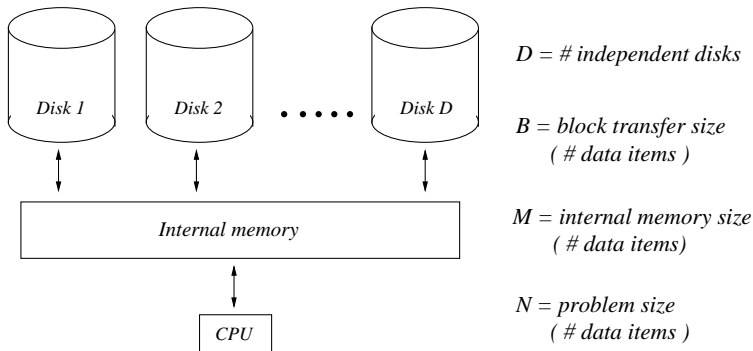 Disk 1
Disk 2
.....
Disk D
Internal memory
CPU
D = # independent disks
B = block transfer size
( # data items )
M = internal memory size
( # data items)
N = problem size
( # data items )